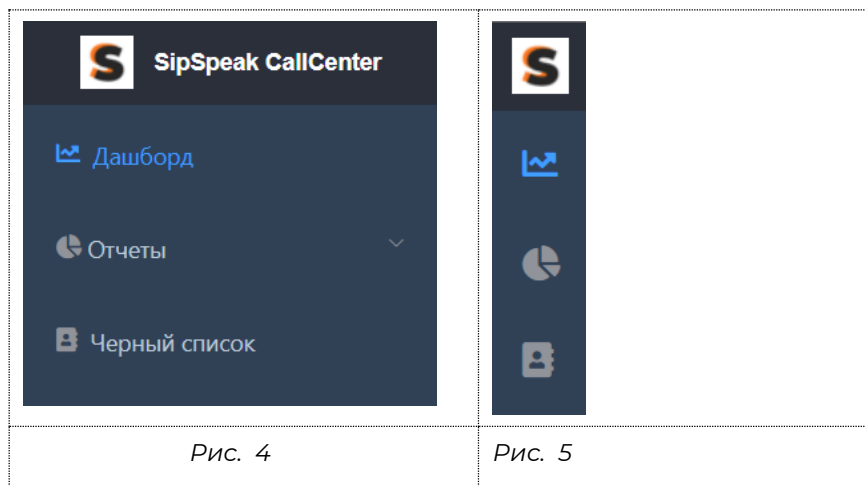 S SipSpeak CallCenter
S
Дашборд
Отчеты
Черный список
Рис. 4
Рис. 5